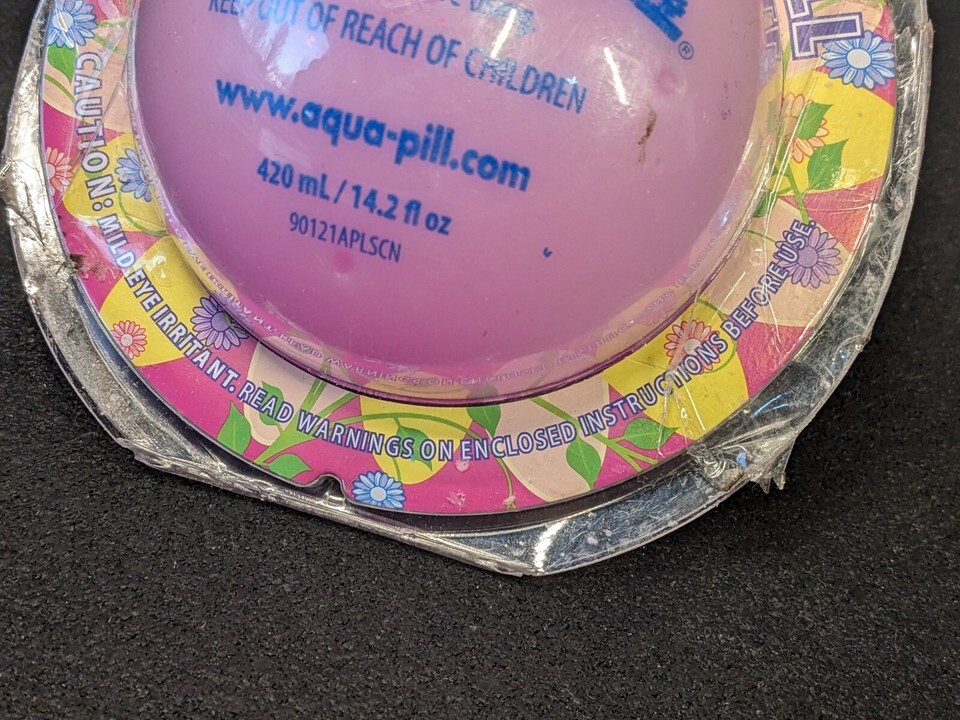 KEEP OUT OF REACH OF CHILDREN
www.aqua-pill.com
420 mL / 14.2 fl oz
90121APLSCN
CAUTION: MILD EYE IRRITANT. READ WARNINGS ON ENCLOSED INSTRUCTIONS BEFORE USE.